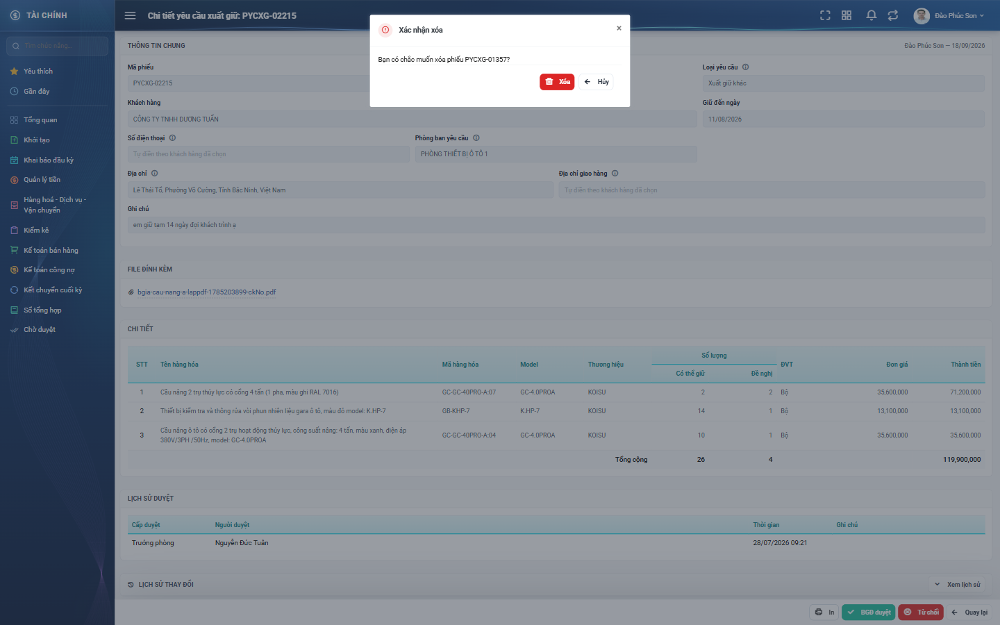 TÀI CHÍNH
Chi tiết yêu cầu xuất giữ: PYCXG-02215
Đào Phúc Sơn
Tìm chức năng...
Yêu thích
Gần đây
Tổng quan
Khởi tạo
Khai báo đầu kỳ
Quản lý tiền
Hàng hoá - Dịch vụ -
Vận chuyển
Kiểm kê
Kế toán bán hàng
Kế toán công nợ
Kết chuyển cuối kỳ
Sổ tổng hợp
Chờ duyệt
Xác nhận xóa
×
Bạn có chắc muốn xóa phiếu PYCXG-01357?
Xóa
Hủy
THÔNG TIN CHUNG
Đào Phúc Sơn — 18/09/2026
Mã phiếu
Loại yêu cầu
PYCXG-02215
Xuất giữ khác
Khách hàng
Giữ đến ngày
CÔNG TY TNHH DƯƠNG TUẤN
11/08/2026
Số điện thoại
Phòng ban yêu cầu
Tự điền theo khách hàng đã chọn
PHÒNG THIẾT BỊ Ô TÔ 1
Địa chỉ
Địa chỉ giao hàng
Lê Thái Tổ, Phường Võ Cường, Tỉnh Bắc Ninh, Việt Nam
Tự điền theo khách hàng đã chọn
Ghi chú
em giữ tạm 14 ngày đợi khách trình ạ
FILE ĐÍNH KÈM
bgia-cau-nang-a-lappdf-1785203899-ckNo.pdf
CHI TIẾT
STT Tên hàng hóa Mã hàng hóa Model Thương hiệu Số lượng ĐVT Đơn giá Thành tiền
Có thể giữ Đề nghị
1 Cầu nâng 2 trụ thủy lực có cổng 4 tấn (1 pha, màu ghi RAL 7016) GC-GC-40PRO-A:07 GC-4.0PROA KOISU 2 2 Bộ 35,600,000 71,200,000
2 Thiết bị kiểm tra và thông rửa vòi phun nhiên liệu gara ô tô, màu đỏ model: K.HP-7 GB-KHP-7 K.HP-7 KOISU 14 1 Bộ 13,100,000 13,100,000
3 Cầu nâng ô tô có cổng 2 trụ hoạt động thủy lực, công suất nâng: 4 tấn, màu xanh, điện áp
380V/3PH /50Hz, model: GC-4.0PROA GC-GC-40PRO-A:04 GC-4.0PROA KOISU 10 1 Bộ 35,600,000 35,600,000
Tổng cộng 26 4 119,900,000
LỊCH SỬ DUYỆT
Cấp duyệt Người duyệt Thời gian Ghi chú
Trưởng phòng Nguyễn Đức Tuân 28/07/2026 09:21
LỊCH SỬ THAY ĐỔI
Xem lịch sử
In
BGĐ duyệt
Từ chối
Quay lại